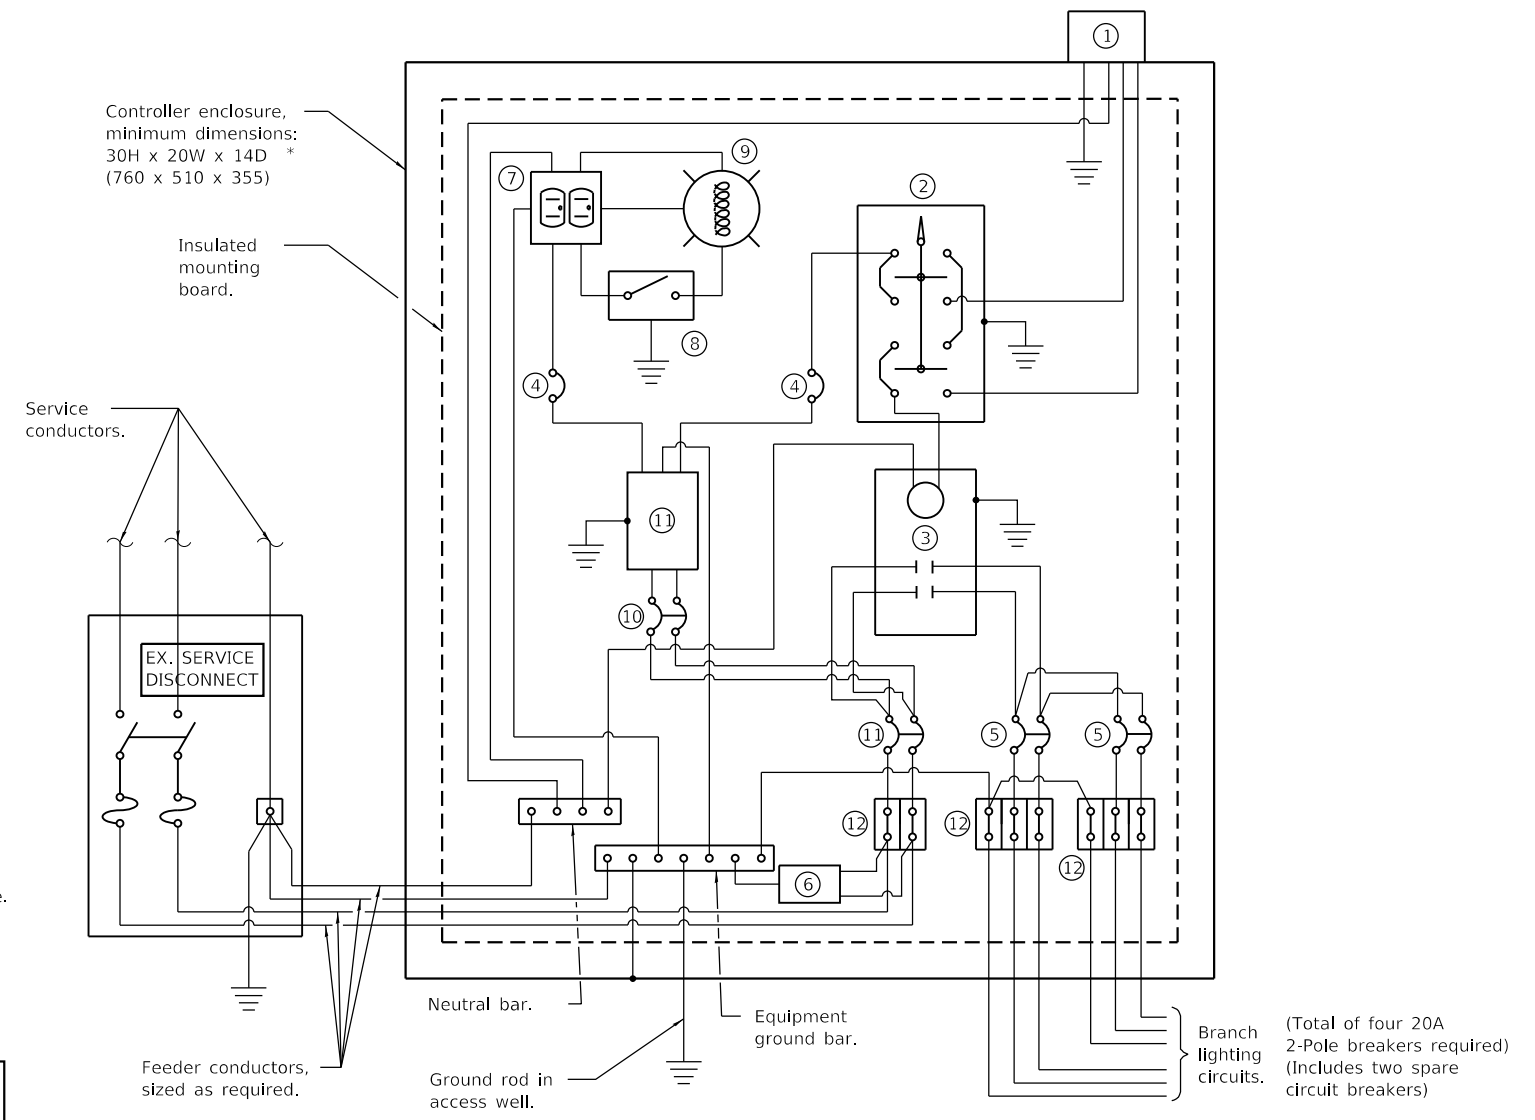 1
Controller enclosure,
minimum dimensions:
30H x 20W x 14D *
(760 x 510 x 355)
9
7
2
Insulated
mounting
board.
8
4
4
Service
conductors.
11
3
10
EX. SERVICE
DISCONNECT
11
5
5
12
12
12
6
e.
Neutral bar.
Equipment
ground bar.
Feeder conductors,
sized as required.
Ground rod in
access well.
Branch
lighting
circuits.
(Total of four 20A
2-Pole breakers required)
(Includes two spare
circuit breakers)